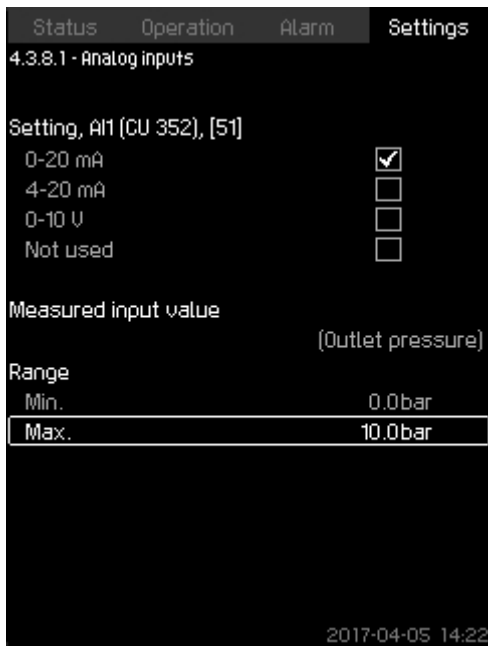 Status Operation Alarm Settings
4.3.8.1 - Analog inputs
Setting, AI1 (CU 352), [51]
0-20 mA
4-20 mA
0-10 V
Not used
Measured input value
(Outlet pressure)
Range
Min. 0.0bar
Max. 10.0bar
2017-04-05 14:22